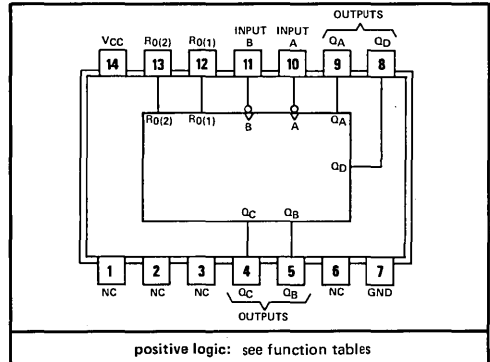 OUTPUTS
INPUT INPUT
VCC R0(2) R0(1) B A QA QD
14 13 12 11 10 9 8
R0(2) R0(1) B A QA
QD
QC QB
1 2 3 4 5 6 7
NC NC NC QC QB NC GND
OUTPUTS
positive logic: see function tables